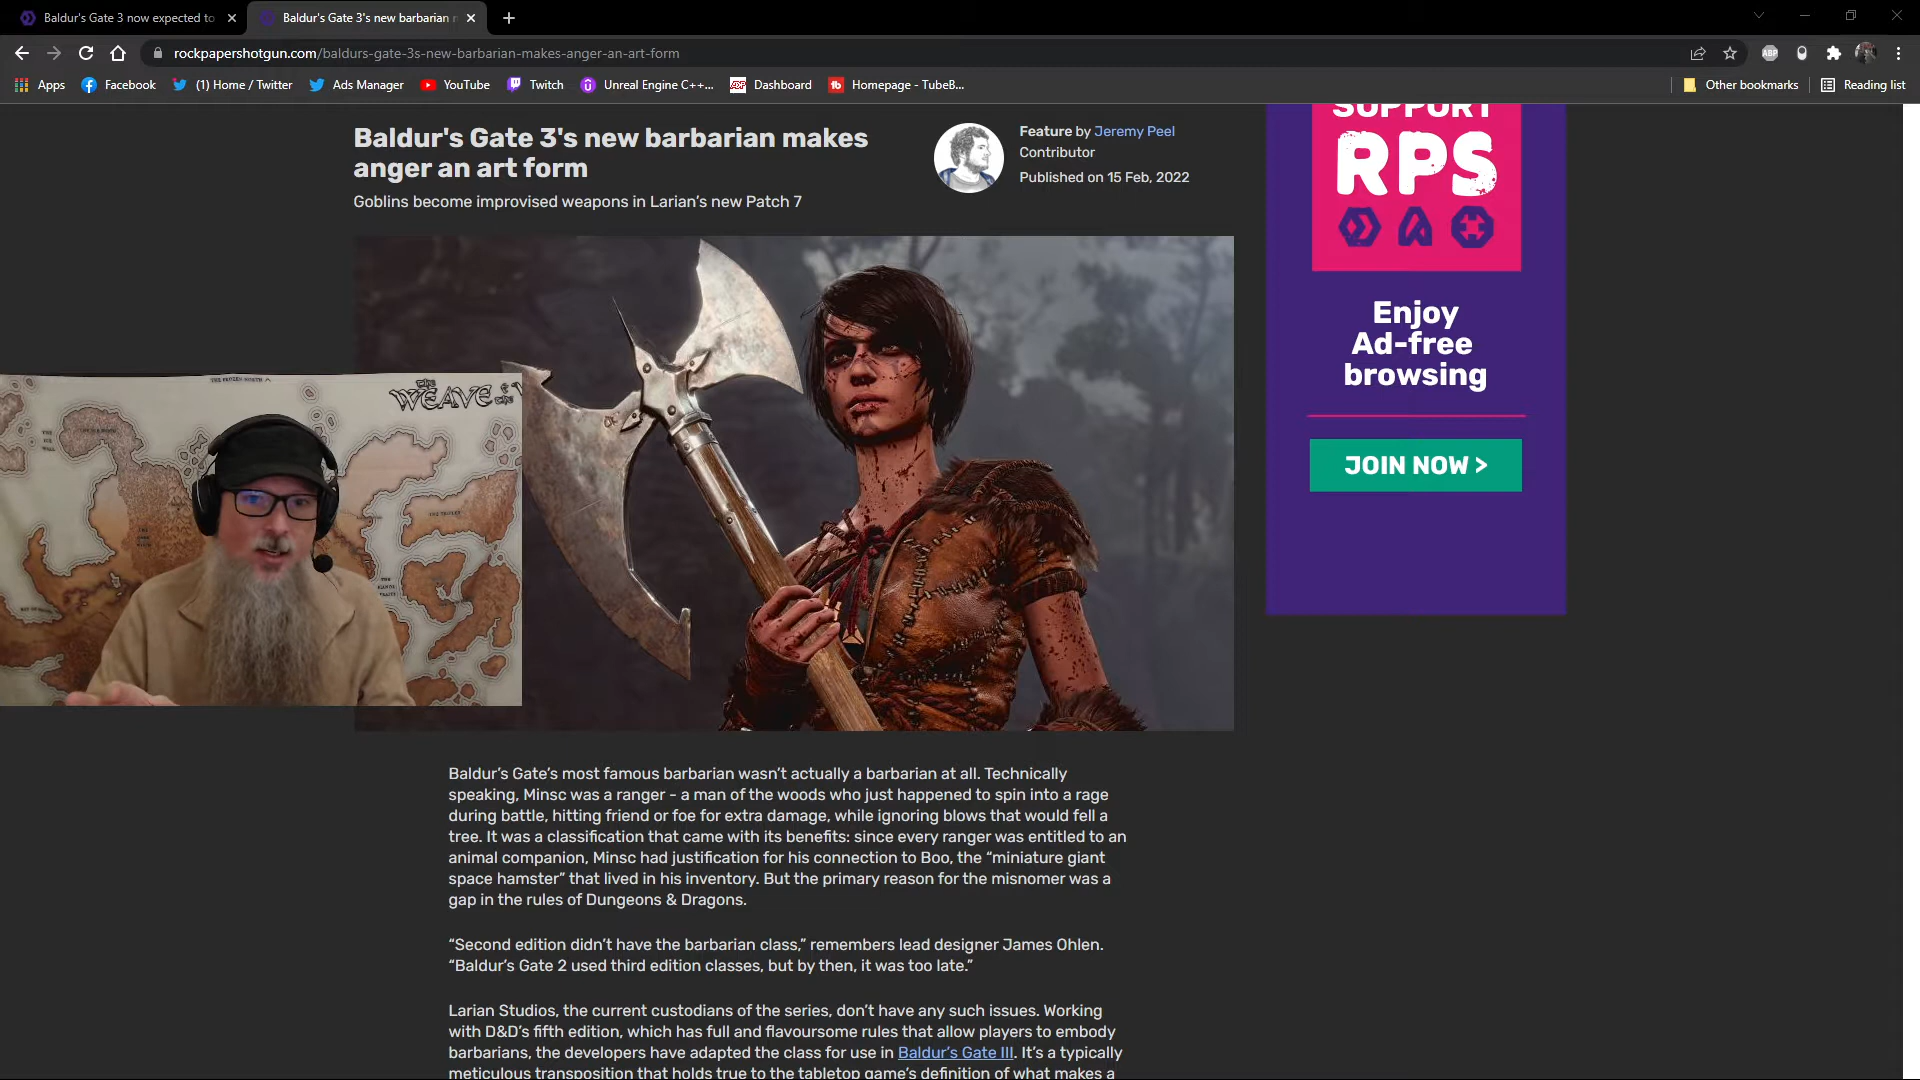 Baldur's Gate 3 now expected to
Baldur's Gate 3's new barbarian
rockpapershotgun.com/baldurs-gate-3s-new-barbarian-makes-anger-an-art-form
ABP
Apps
Facebook
(1) Home / Twitter
Ads Manager
YouTube
Twitch
Unreal Engine C++...
Dashboard
Homepage - TubeB...
Other bookmarks
Reading list
Baldur's Gate 3's new barbarian makes
anger an art form
Goblins become improvised weapons in Larian's new Patch 7
Feature by Jeremy Peel
Contributor
Published on 15 Feb, 2022
SUPPORT
RPS
Enjoy
Ad-free
browsing
JOIN NOW >
THE FROZEN NORTH
The
WEAVE
Baldur's Gate's most famous barbarian wasn't actually a barbarian at all. Technically
speaking, Minsc was a ranger - a man of the woods who just happened to spin into a rage
during battle, hitting friend or foe for extra damage, while ignoring blows that would fell a
tree. It was a classification that came with its benefits: since every ranger was entitled to an
animal companion, Minsc had justification for his connection to Boo, the “miniature giant
space hamster” that lived in his inventory. But the primary reason for the misnomer was a
gap in the rules of Dungeons & Dragons.
“Second edition didn't have the barbarian class,” remembers lead designer James Ohlen.
“Baldur's Gate 2 used third edition classes, but by then, it was too late.”
Larian Studios, the current custodians of the series, don't have any such issues. Working
with D&D's fifth edition, which has full and flavoursome rules that allow players to embody
barbarians, the developers have adapted the class for use in Baldur's Gate III. It's a typically
meticulous transposition that holds true to the tabletop game's definition of what makes a